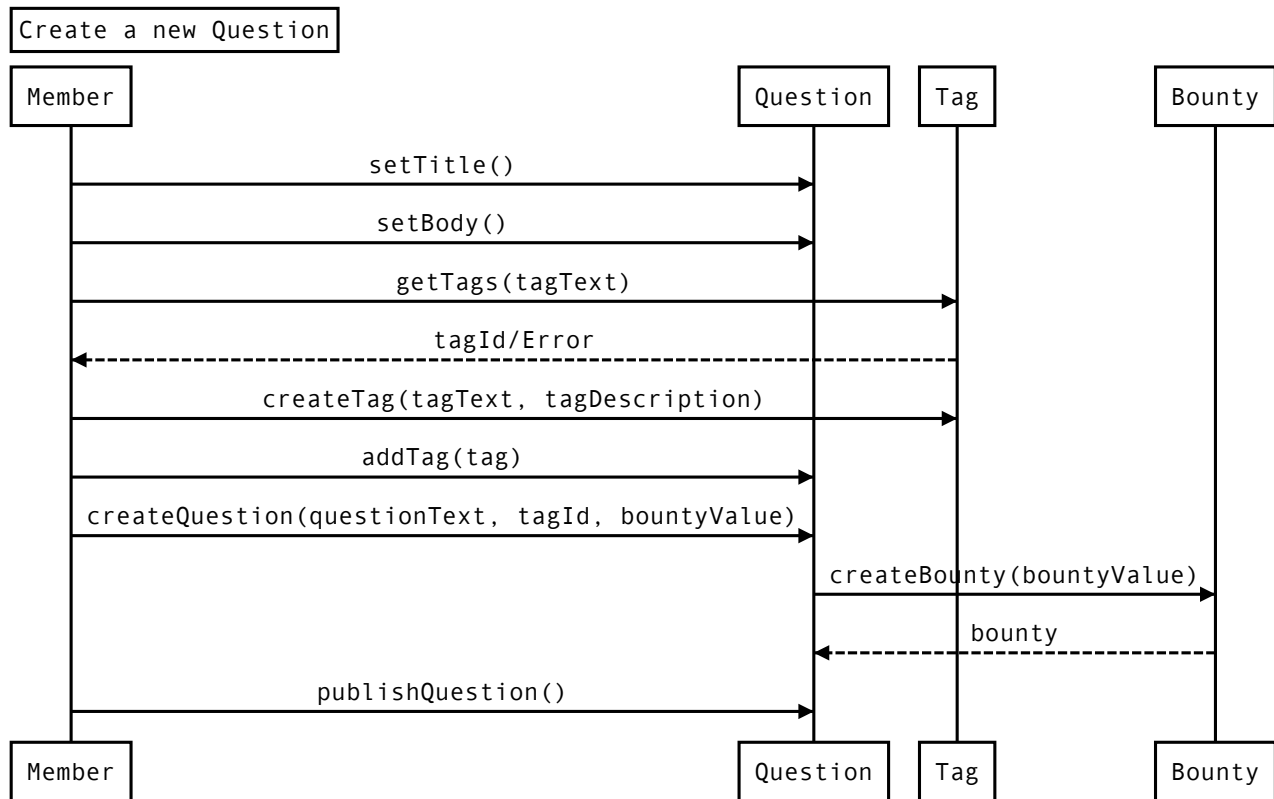 Create a new Question
Member Question Tag Bounty
setTitle()
setBody()
getTags(tagText)
tagId/Error
createTag(tagText, tagDescription)
addTag(tag)
createQuestion(questionText, tagId, bountyValue)
createBounty(bountyValue)
bounty
publishQuestion()
Member Question Tag Bounty